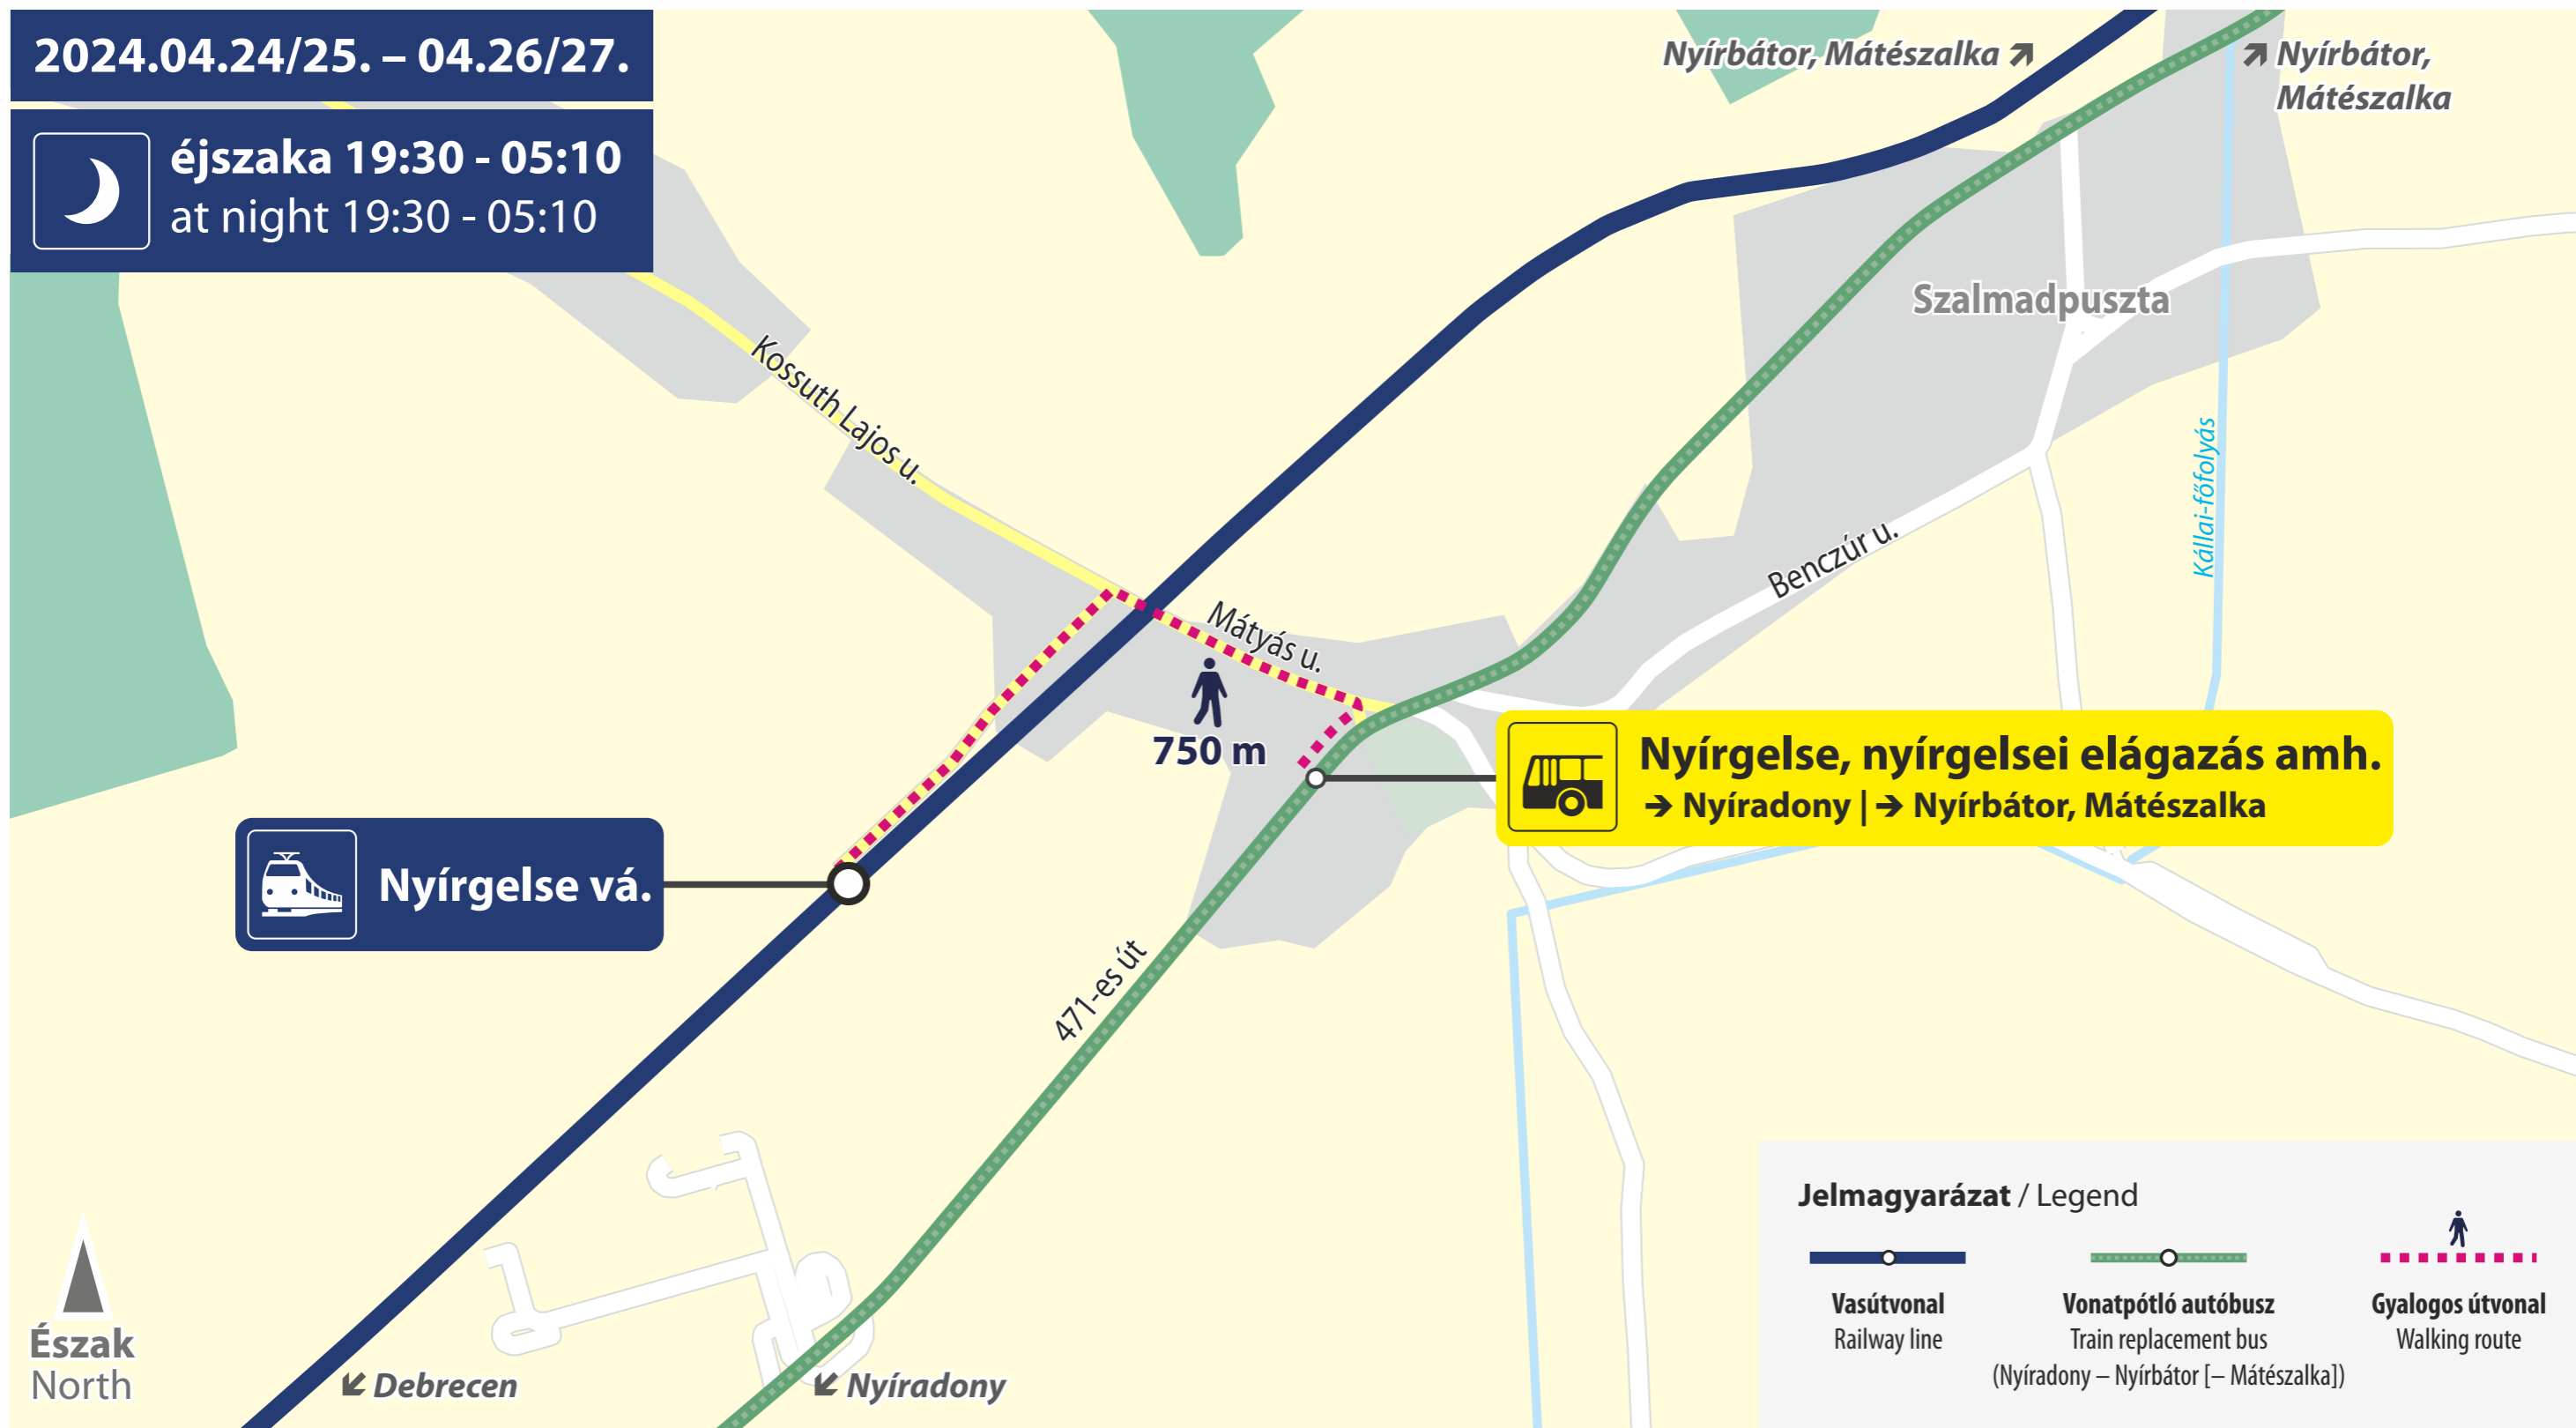 2024.04.24/25. – 04.26/27.
éjszaka 19:30 - 05:10
at night 19:30 - 05:10
Nyírbátor, Mátészalka ↗
↗ Nyírbátor,
Mátészalka
Szalmadpuszta
Kossuth Lajos u.
Kállai-főfolyás
Benczúr u.
Mátyás u.
750 m
Nyírgelse, nyírgelsei elágazás amh.
→ Nyíradony | → Nyírbátor, Mátészalka
Nyírgelse vá.
471-es út
Észak
North
↙ Debrecen
↙ Nyíradony
Jelmagyarázat / Legend
Vasútvonal
Railway line
Vonatpótló autóbusz
Train replacement bus
(Nyíradony – Nyírbátor [– Mátészalka])
Gyalogos útvonal
Walking route